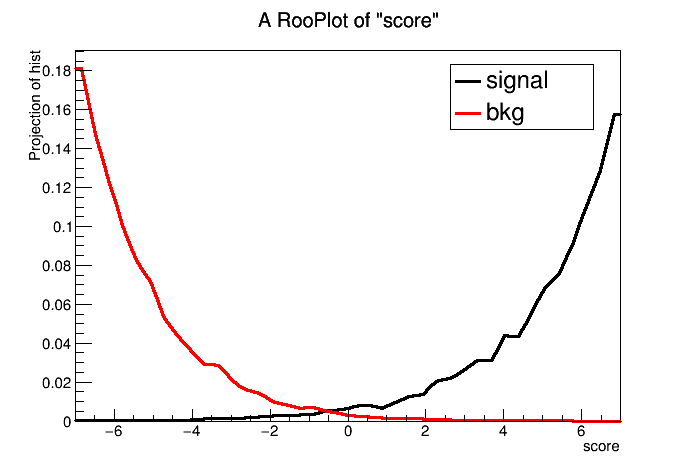 A RooPlot of "score"
Projection of hist
0.18
0.16
0.14
0.12
0.1
0.08
0.06
0.04
0.02
0
signal
bkg
−6 −4 −2 0 2 4 6
score